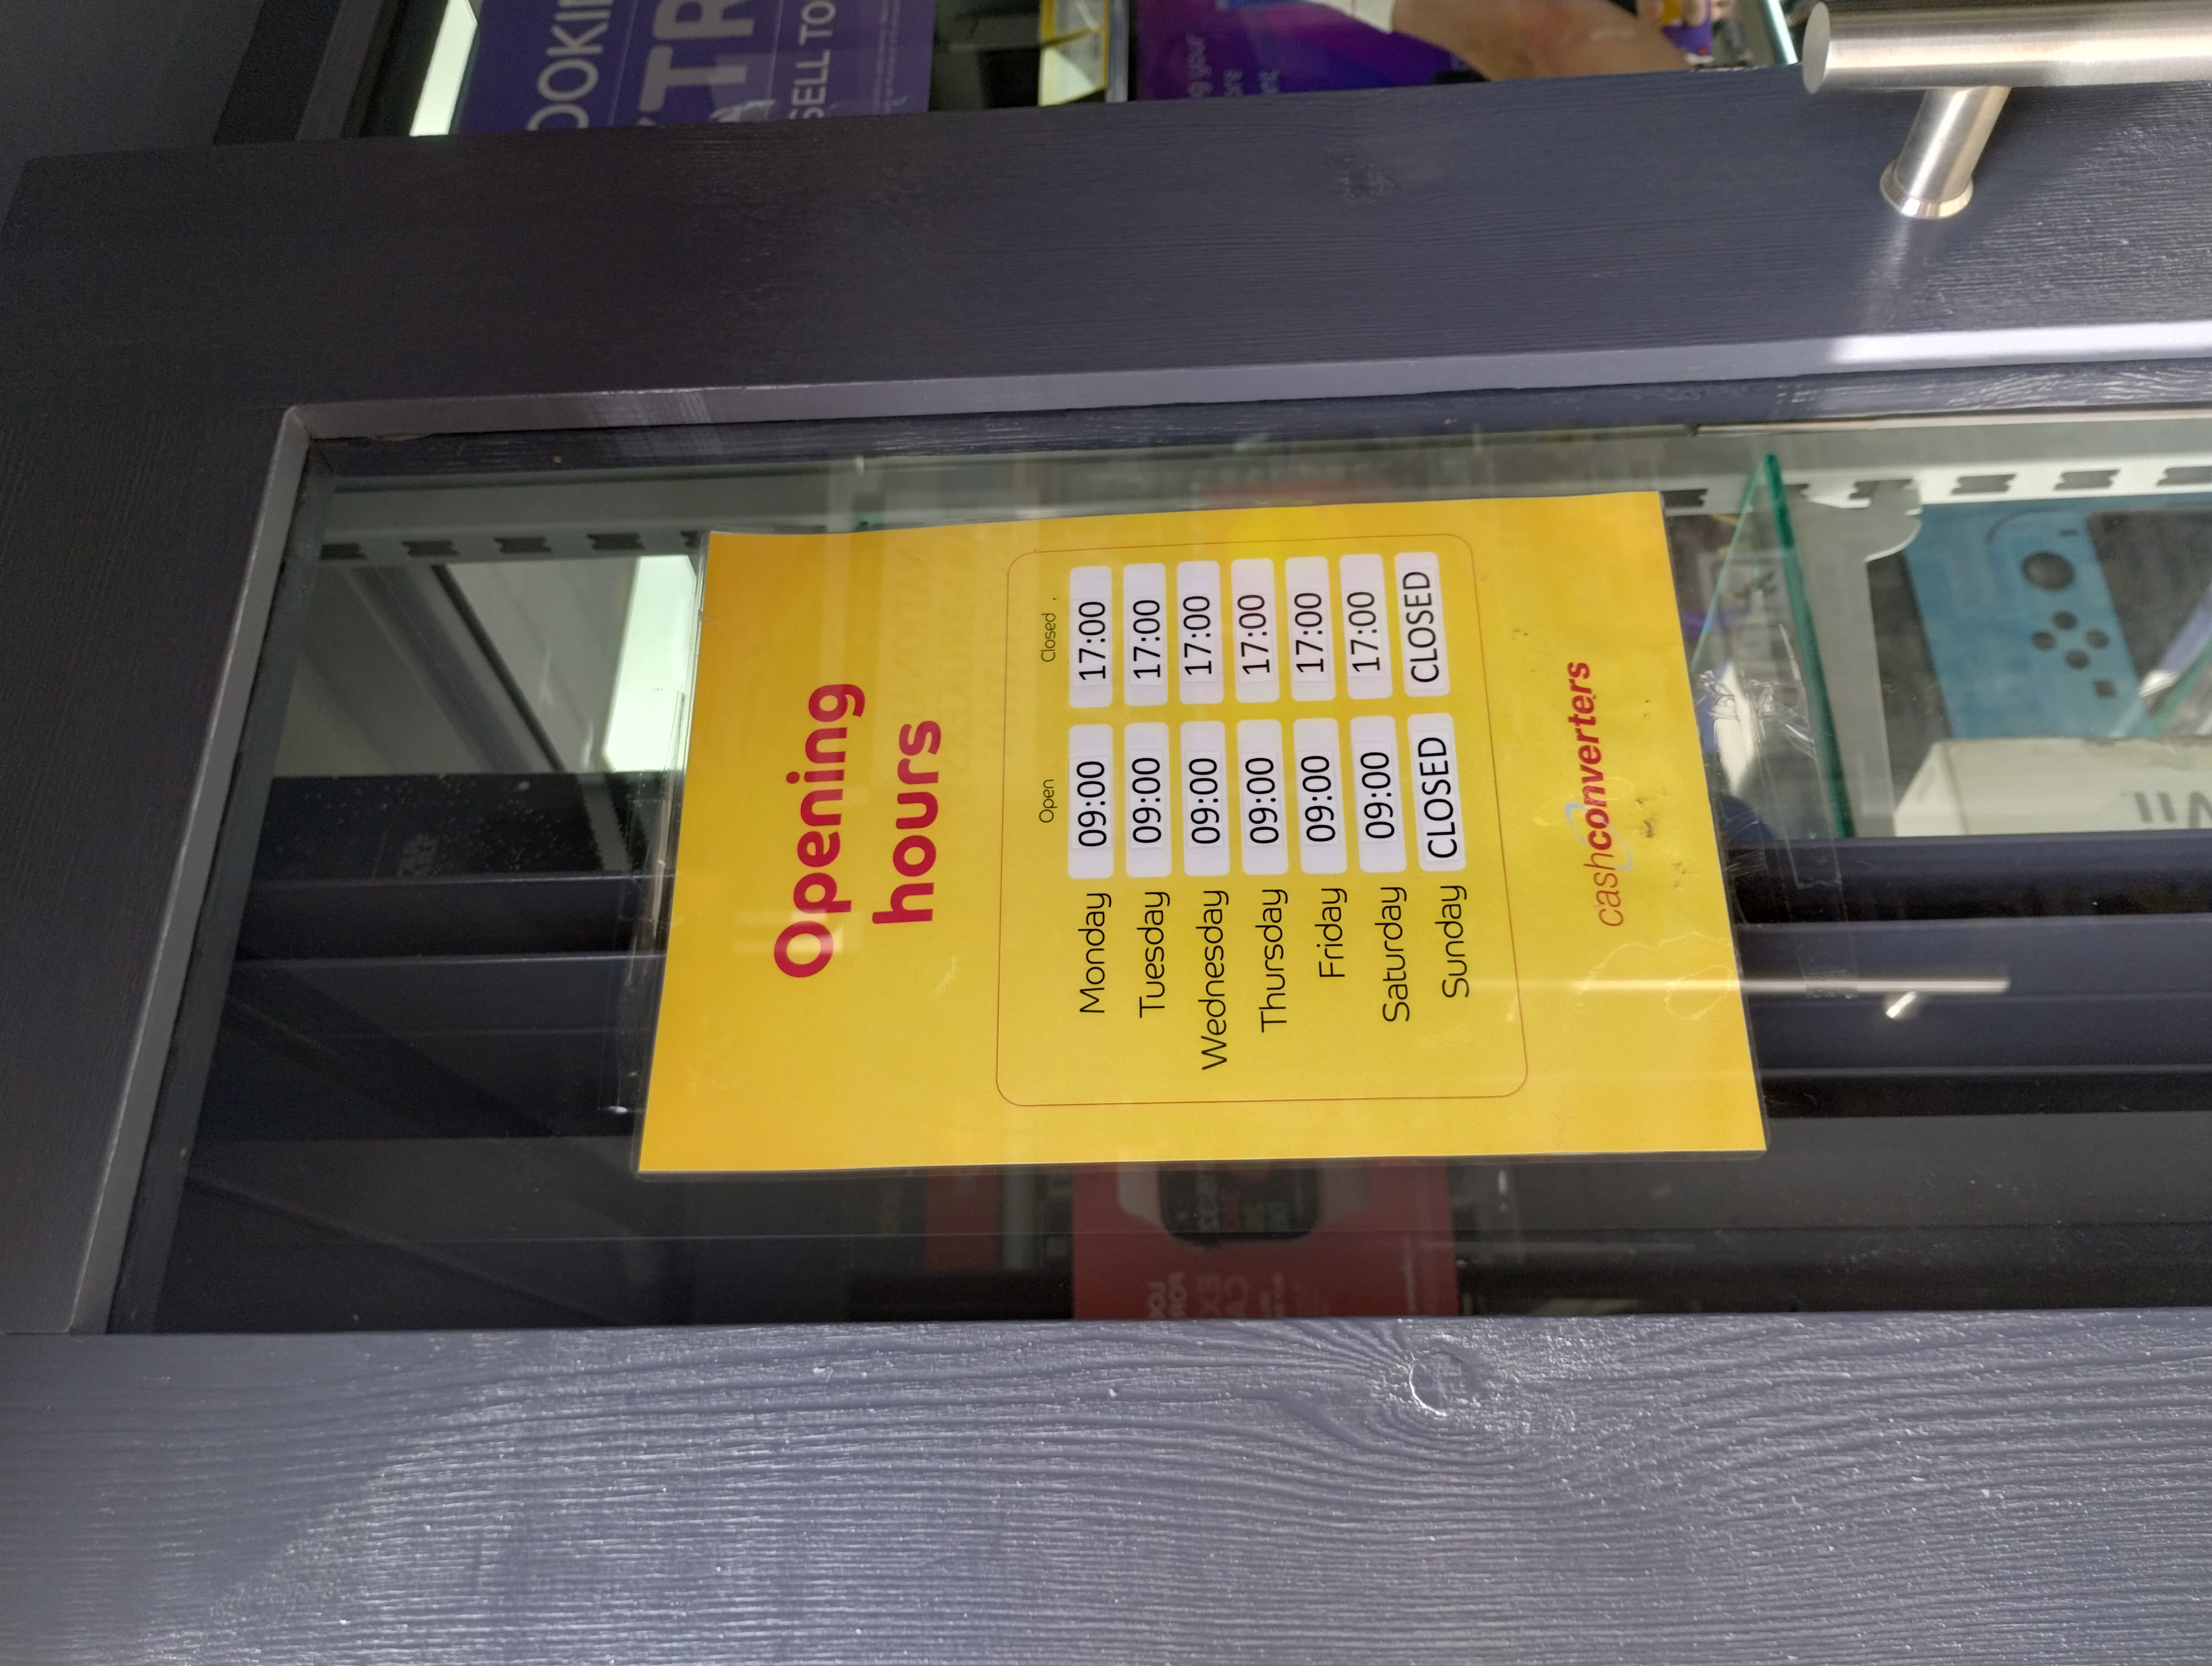 Opening
hours
Open Closed
Monday 09:00 17:00
Tuesday 09:00 17:00
Wednesday 09:00 17:00
Thursday 09:00 17:00
Friday 09:00 17:00
Saturday 09:00 17:00
Sunday CLOSED CLOSED
cashconverters
SELL TO